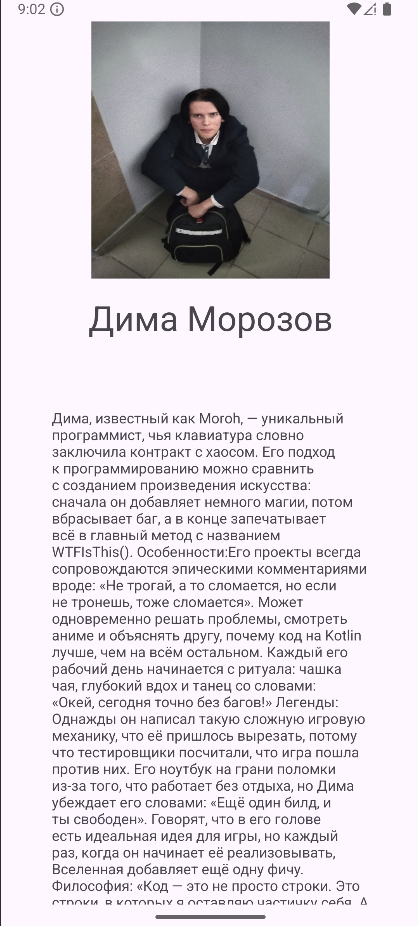 9:02
Дима Морозов
Дима, известный как Moroh, — уникальный
программист, чья клавиатура словно
заключила контракт с хаосом. Его подход
к программированию можно сравнить
с созданием произведения искусства:
сначала он добавляет немного магии, потом
вбрасывает баг, а в конце запечатывает
всё в главный метод с названием
WTFIsThis(). Особенности:Его проекты всегда
сопровождаются эпическими комментариями
вроде: «Не трогай, а то сломается, но если
не тронешь, тоже сломается». Может
одновременно решать проблемы, смотреть
аниме и объяснять другу, почему код на Kotlin
лучше, чем на всём остальном. Каждый его
рабочий день начинается с ритуала: чашка
чая, глубокий вдох и танец со словами:
«Окей, сегодня точно без багов!» Легенды:
Однажды он написал такую сложную игровую
механику, что её пришлось вырезать, потому
что тестировщики посчитали, что игра пошла
против них. Его ноутбук на грани поломки
из-за того, что работает без отдыха, но Дима
убеждает его словами: «Ещё один билд, и
ты свободен». Говорят, что в его голове
есть идеальная идея для игры, но каждый
раз, когда он начинает её реализовывать,
Вселенная добавляет ещё одну фичу.
Философия: «Код — это не просто строки. Это
строки, в которых я оставляю частичку себя. А